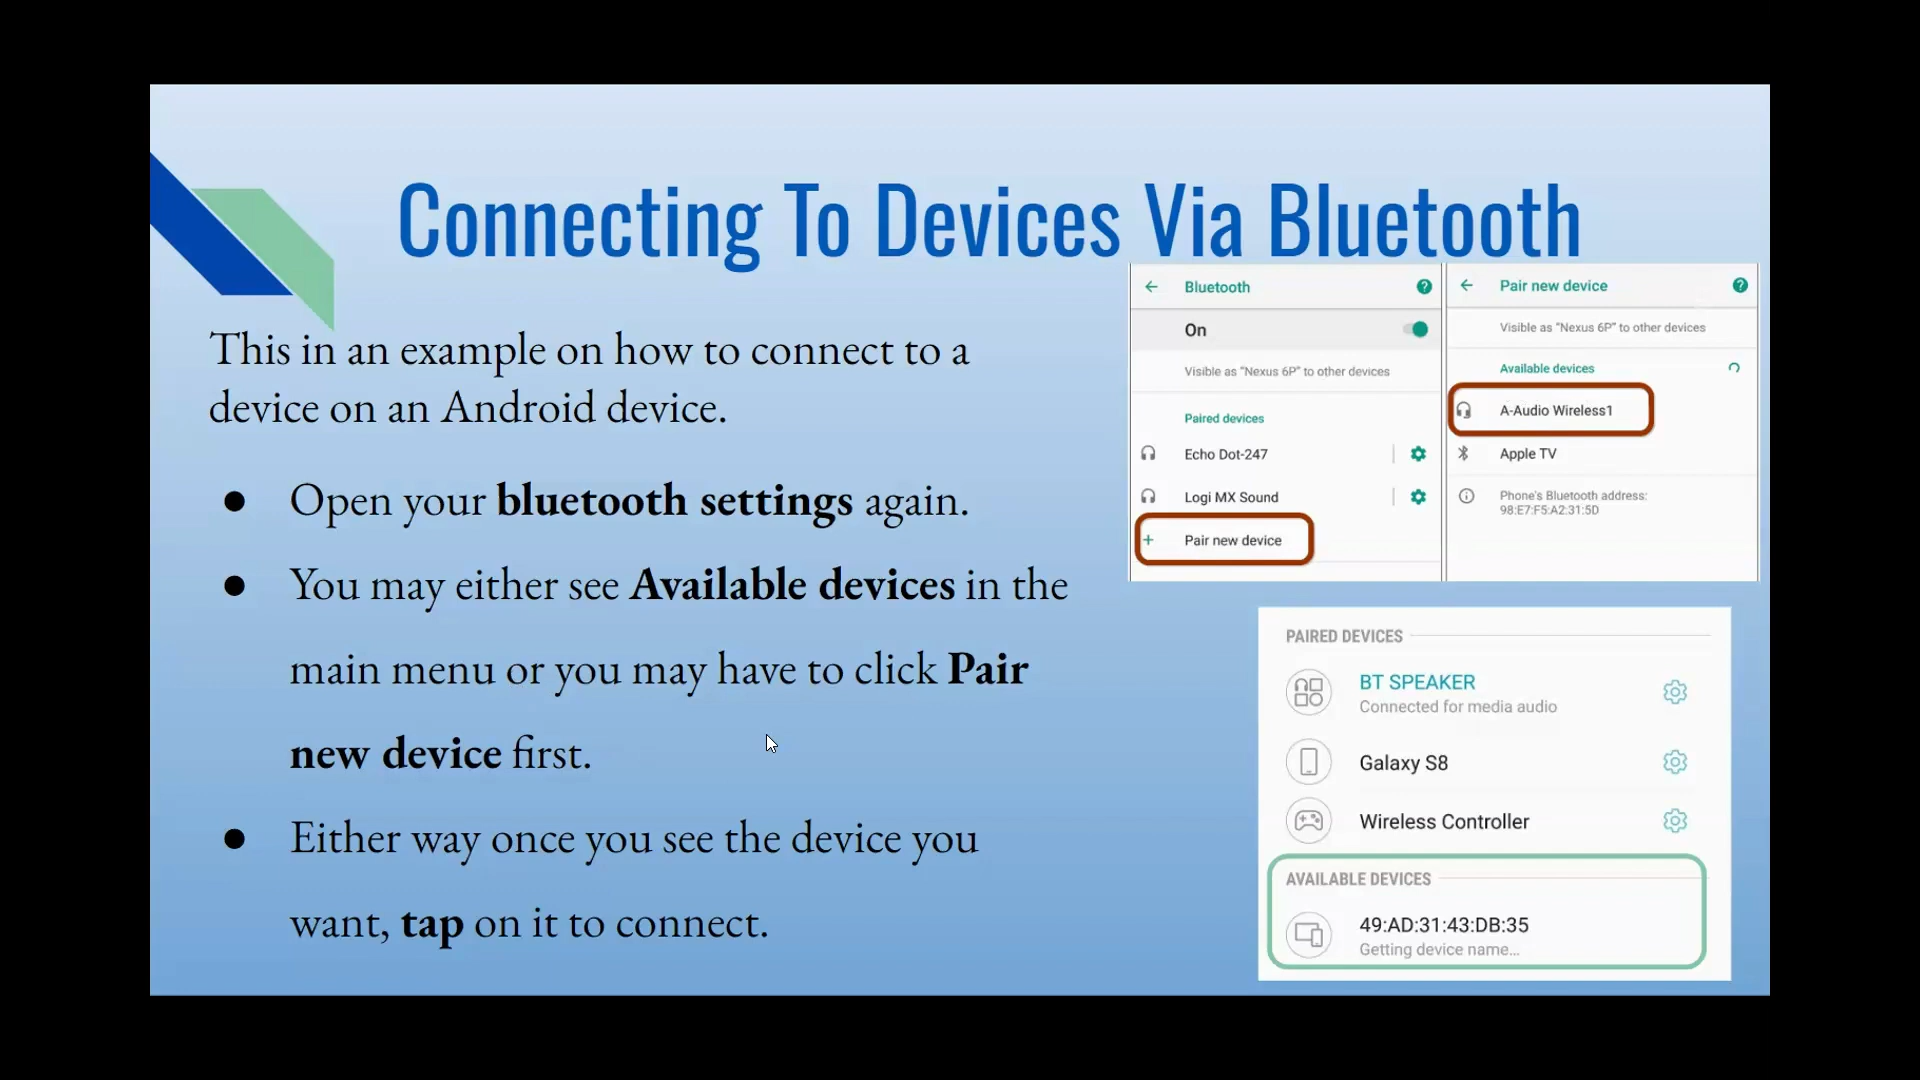 Connecting To Devices Via Bluetooth
This in an example on how to connect to a
device on an Android device.
● Open your bluetooth settings again.
● You may either see Available devices in the
main menu or you may have to click Pair
new device first.
● Either way once you see the device you
want, tap on it to connect.
Bluetooth
On
Visible as “Nexus 6P” to other devices
Paired devices
Echo Dot-247
Logi MX Sound
+ Pair new device
Pair new device
Visible as “Nexus 6P” to other devices
Available devices
A-Audio Wireless1
Apple TV
Phone's Bluetooth address:
98:E7:F5:A2:31:5D
PAIRED DEVICES
BT SPEAKER
Connected for media audio
Galaxy S8
Wireless Controller
AVAILABLE DEVICES
49:AD:31:43:DB:35
Getting device name...